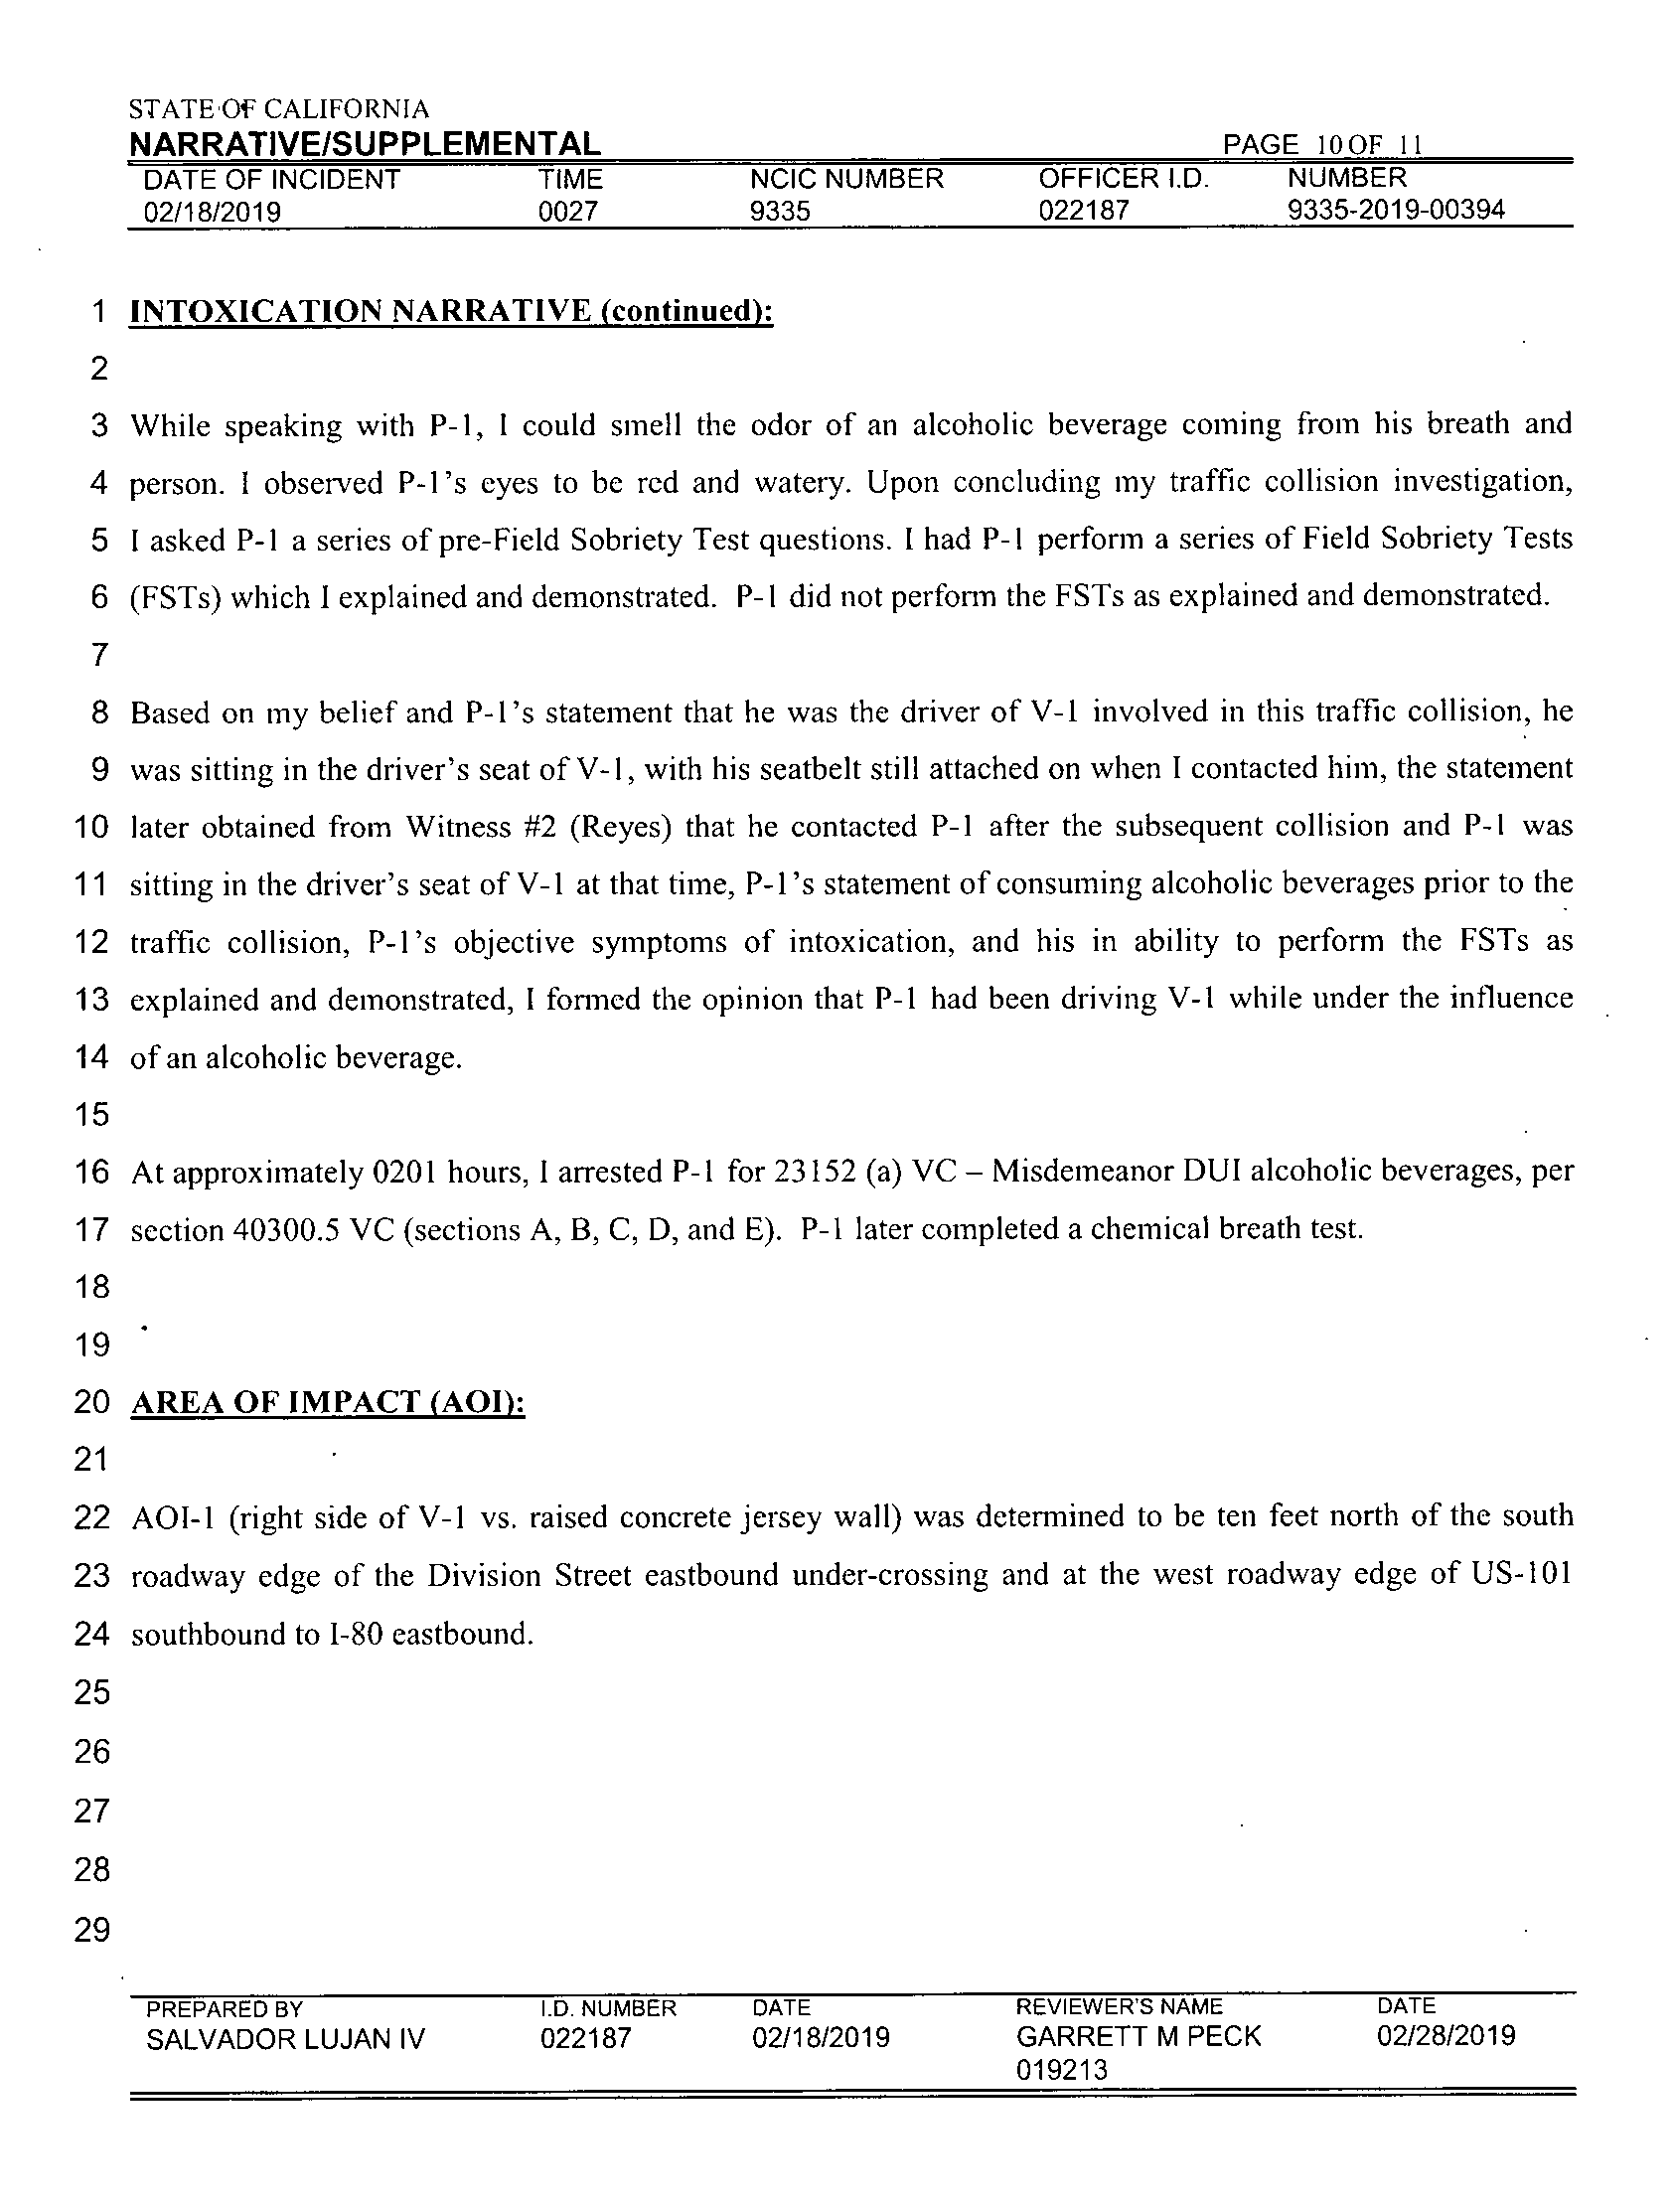 STATE OF CALIFORNIA
NARRATIVE/SUPPLEMENTAL PAGE 10 OF 11
DATE OF INCIDENT TIME NCIC NUMBER OFFICER I.D. NUMBER
02/18/2019 0027 9335 022187 9335-2019-00394
1 INTOXICATION NARRATIVE (continued):
2
3 While speaking with P-1, I could smell the odor of an alcoholic beverage coming from his breath and
4 person. I observed P-1's eyes to be red and watery. Upon concluding my traffic collision investigation,
5 I asked P-1 a series of pre-Field Sobriety Test questions. I had P-1 perform a series of Field Sobriety Tests
6 (FSTs) which I explained and demonstrated. P-1 did not perform the FSTs as explained and demonstrated.
7
8 Based on my belief and P-1's statement that he was the driver of V-1 involved in this traffic collision, he
9 was sitting in the driver's seat of V-1, with his seatbelt still attached on when I contacted him, the statement
10 later obtained from Witness #2 (Reyes) that he contacted P-1 after the subsequent collision and P-1 was
11 sitting in the driver's seat of V-1 at that time, P-1's statement of consuming alcoholic beverages prior to the
12 traffic collision, P-1's objective symptoms of intoxication, and his in ability to perform the FSTs as
13 explained and demonstrated, I formed the opinion that P-1 had been driving V-1 while under the influence
14 of an alcoholic beverage.
15
16 At approximately 0201 hours, I arrested P-1 for 23152 (a) VC – Misdemeanor DUI alcoholic beverages, per
17 section 40300.5 VC (sections A, B, C, D, and E). P-1 later completed a chemical breath test.
18
19
20 AREA OF IMPACT (AOI):
21
22 AOI-1 (right side of V-1 vs. raised concrete jersey wall) was determined to be ten feet north of the south
23 roadway edge of the Division Street eastbound under-crossing and at the west roadway edge of US-101
24 southbound to I-80 eastbound.
25
26
27
28
29
PREPARED BY I.D. NUMBER DATE REVIEWER'S NAME DATE
SALVADOR LUJAN IV 022187 02/18/2019 GARRETT M PECK 02/28/2019
019213